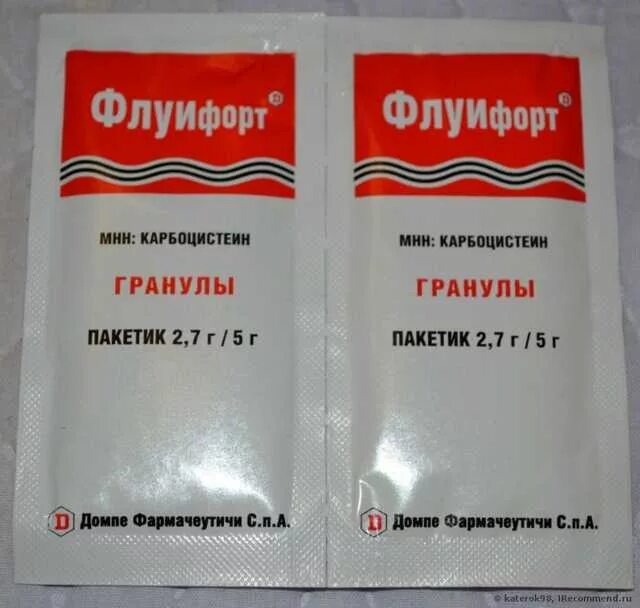 Флуифорт®
МНН: КАРБОЦИСТЕИН
ГРАНУЛЫ
ПАКЕТИК 2,7 г / 5 г
D Домпе Фармачеутичи С.п.А.
Флуифорт®
МНН: КАРБОЦИСТЕИН
ГРАНУЛЫ
ПАКЕТИК 2,7 г / 5 г
D Домпе Фармачеутичи С.п.А.
© katerok98, IRecommend.ru